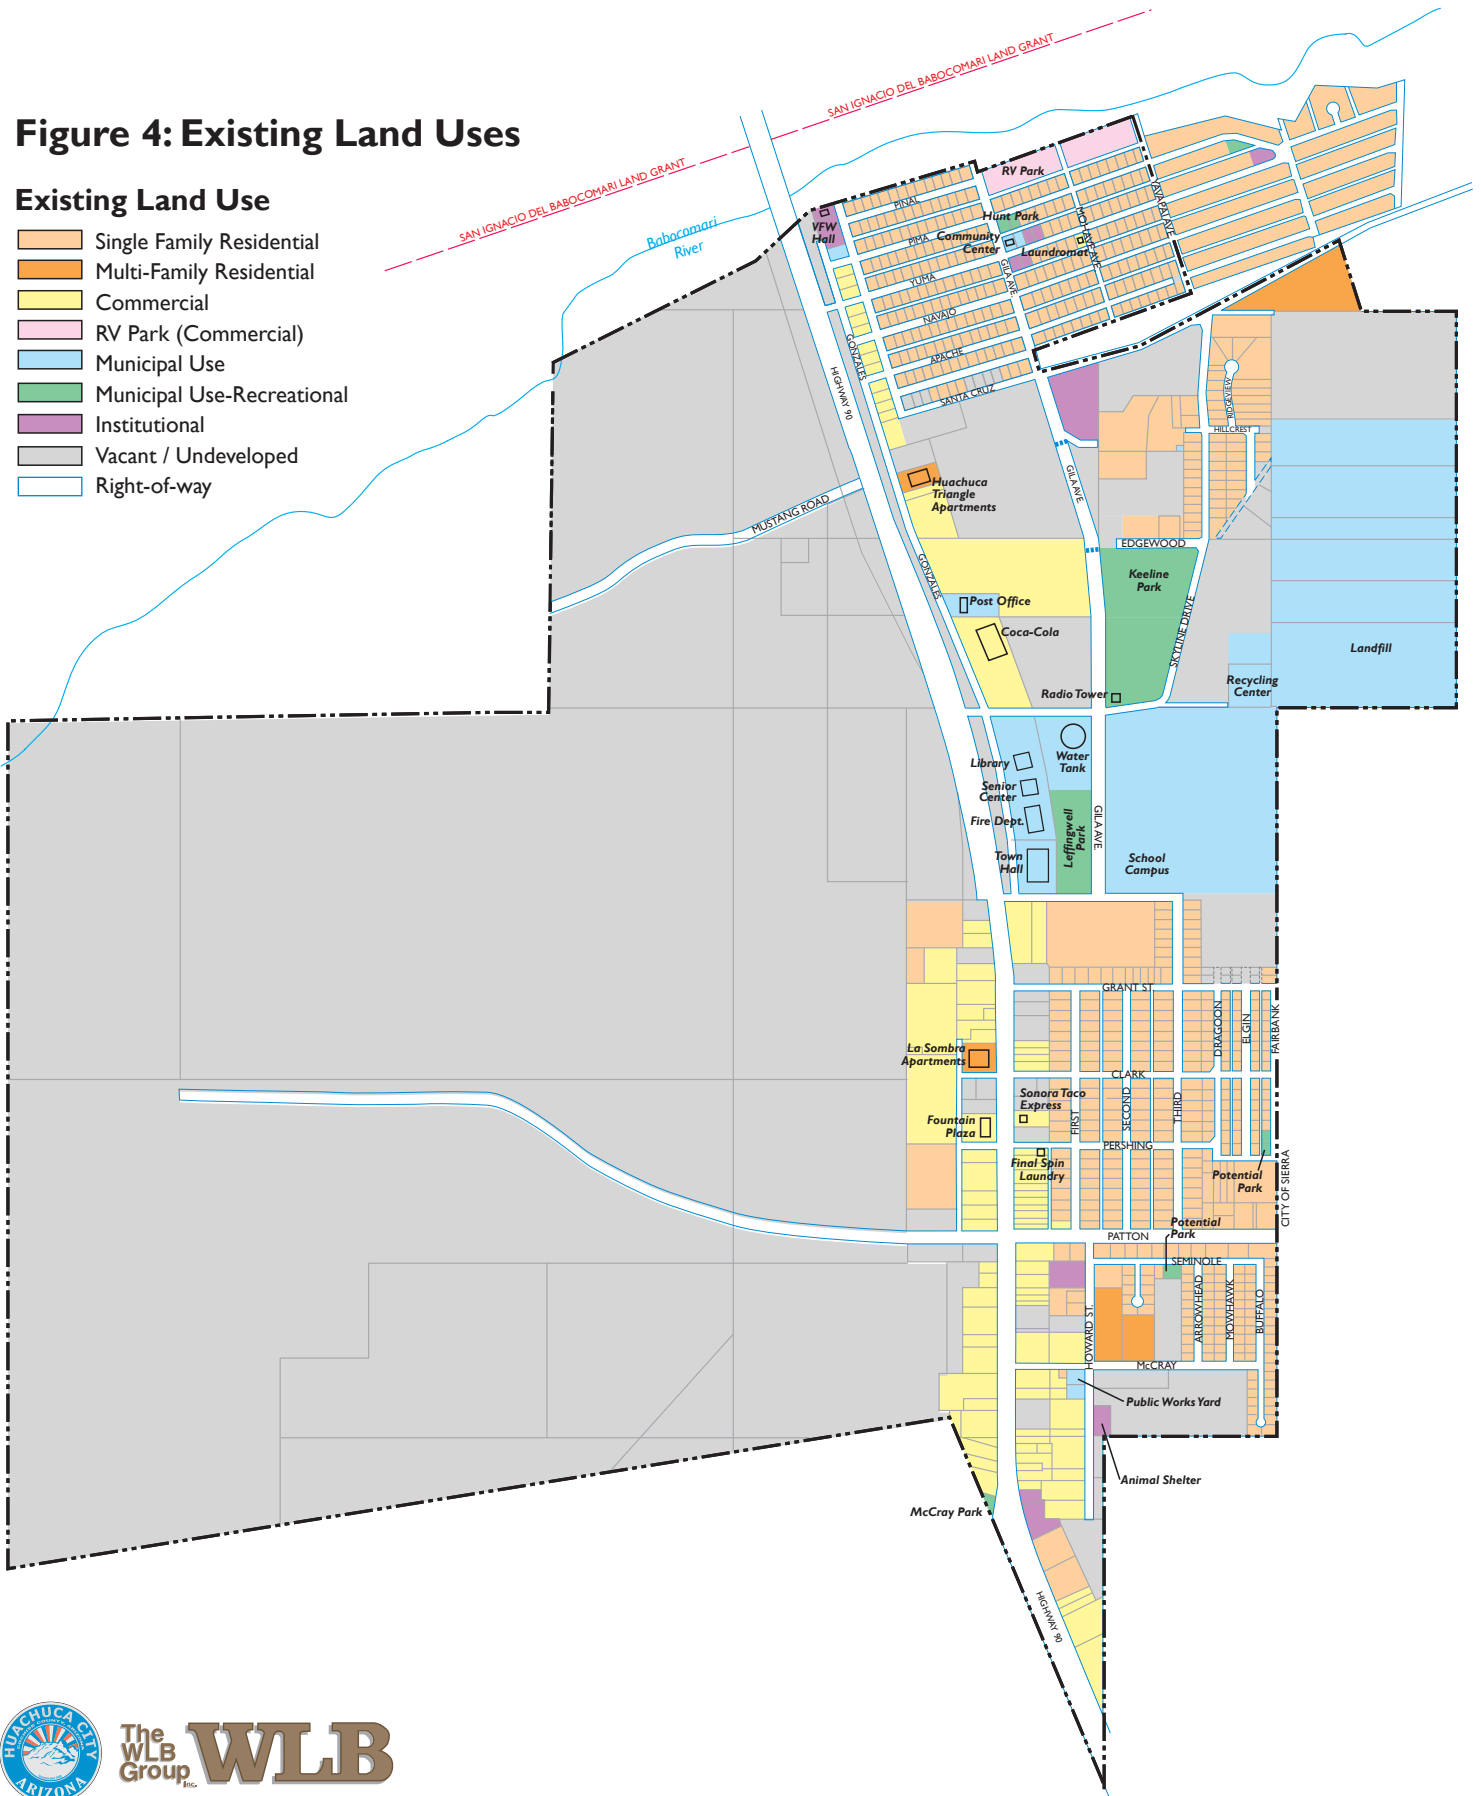 SAN IGNACIO DEL BABOCOMARI LAND GRANT
SAN IGNACIO DEL BABOCOMARI LAND GRANT
Figure 4: Existing Land Uses
Existing Land Use
Single Family Residential
Multi-Family Residential
Commercial
RV Park (Commercial)
Municipal Use
Municipal Use-Recreational
Institutional
Vacant / Undeveloped
Right-of-way
Babocomari
River
RV Park
PINAL
VFW
Hall
Hunt Park
PIMA
Community
Center
Laundromat
MOHAVE AVE
YAVAPAI AVE
GILA AVE.
YUMA
NAVAJO
APACHE
SANTA CRUZ
GONZALES
HIGHWAY 90
RIDGEVIEW
HILLCREST
Huachuca
Triangle
Apartments
GILA AVE.
MUSTANG ROAD
EDGEWOOD
GONZALES
Keeline
Park
Post Office
Coca-Cola
SKYLINE DRIVE
Landfill
Recycling
Center
Radio Tower
Library
Water
Tank
Senior
Center
Fire Dept.
Leffingwell
Park
GILA AVE.
Town
Hall
School
Campus
GRANT ST.
DRAGOON
ELGIN
FAIRBANK
La Sombra
Apartments
CLARK
Sonora Taco
Express
FIRST
SECOND
THIRD
Fountain
Plaza
PERSHING
Final Spin
Laundry
Potential
Park
CITY OF SIERRA
Potential
Park
PATTON
SEMINOLE
ARROWHEAD
MOWHAWK
BUFFALO
HOWARD ST.
McCRAY
Public Works Yard
Animal Shelter
McCray Park
HIGHWAY 90
HUACHUCA CITY
ARIZONA
The
WLB
Group
Inc.
WLB